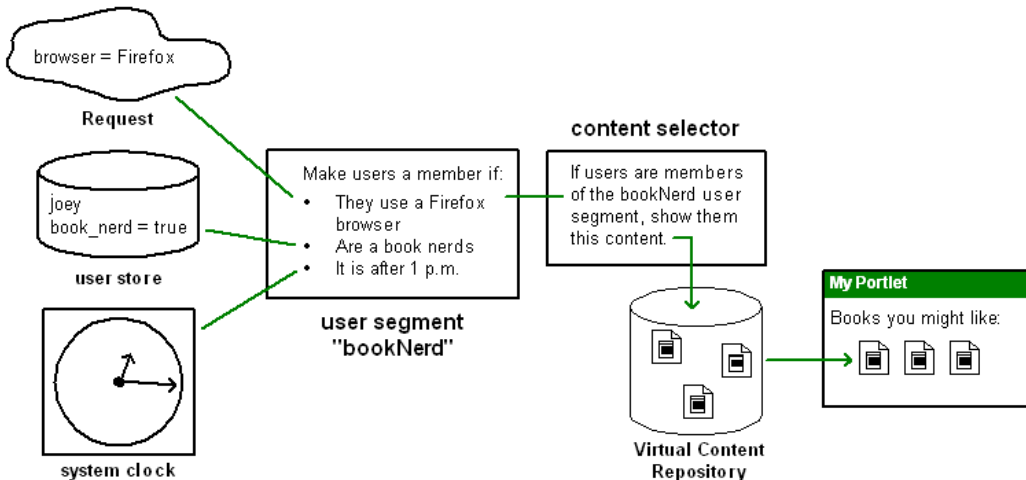 browser = Firefox
Request
joey
book_nerd = true
user store
system clock
Make users a member if:
• They use a Firefox
browser
• Are a book nerds
• It is after 1 p.m.
user segment
"bookNerd"
content selector
If users are members
of the bookNerd user
segment, show them
this content.
Virtual Content
Repository
My Portlet
Books you might like: